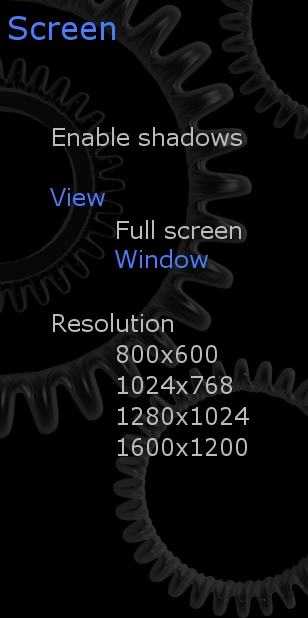 Screen
Enable shadows
View
Full screen
Window
Resolution
800x600
1024x768
1280x1024
1600x1200